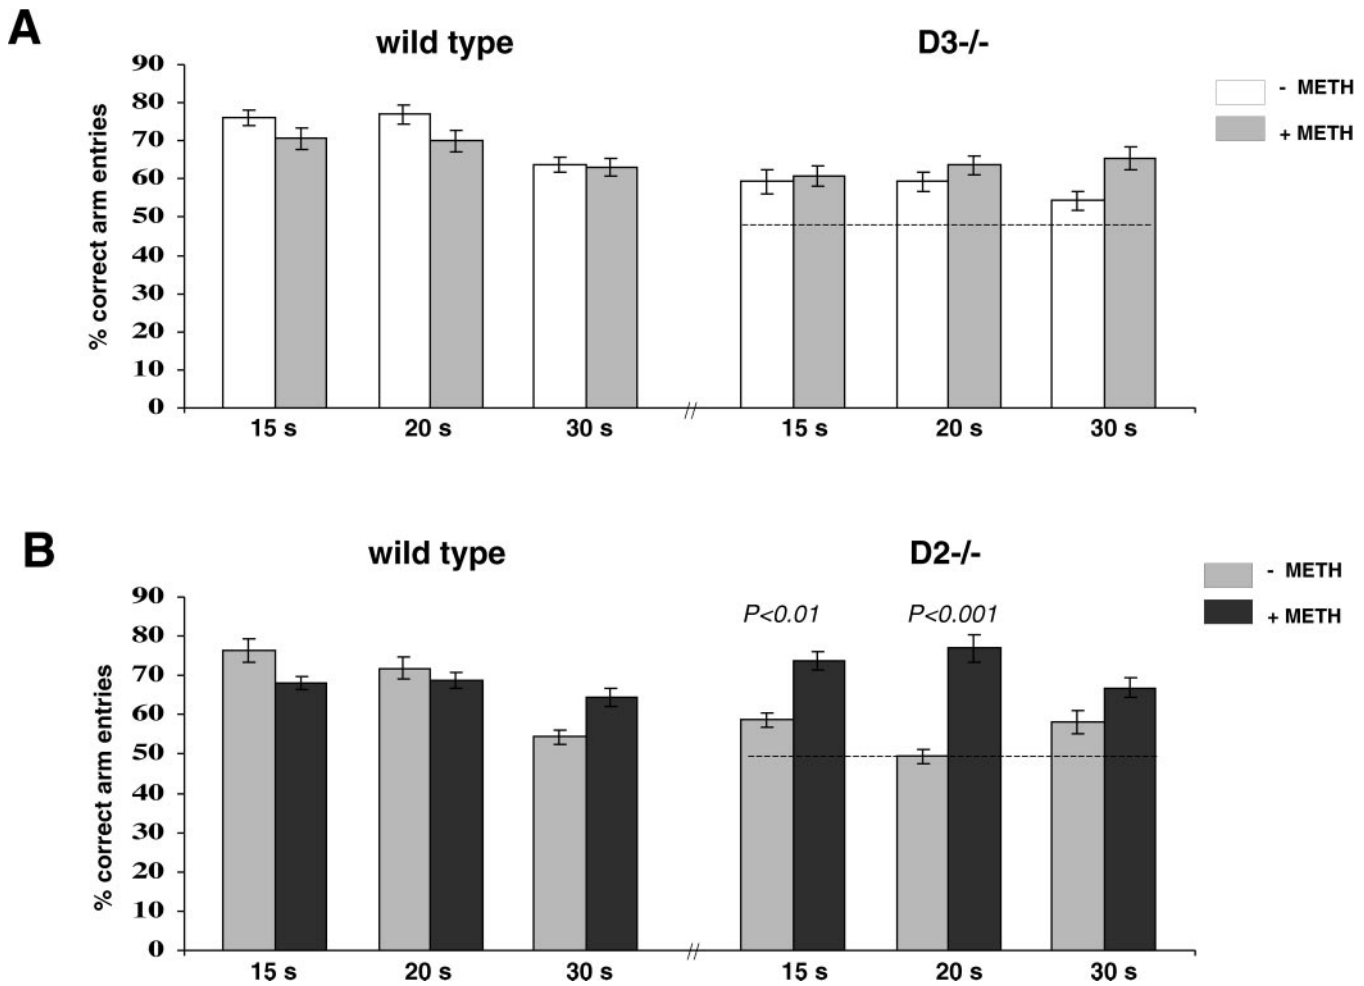 A
wild type
D3-/-
- METH
+ METH
% correct arm entries
90
80
70
60
50
40
30
20
10
0
15 s
20 s
30 s
//
15 s
20 s
30 s
B
wild type
D2-/-
- METH
+ METH
% correct arm entries
90
80
70
60
50
40
30
20
10
0
P<0.01
P<0.001
15 s
20 s
30 s
//
15 s
20 s
30 s